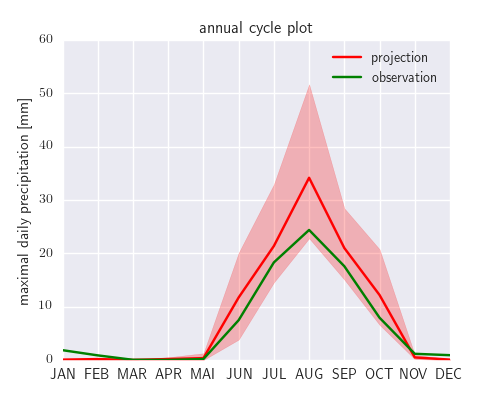 annual cycle plot
projection
observation
maximal daily precipitation [mm]
60
50
40
30
20
10
0
JAN FEB MAR APR MAI JUN JUL AUG SEP OCT NOV DEC